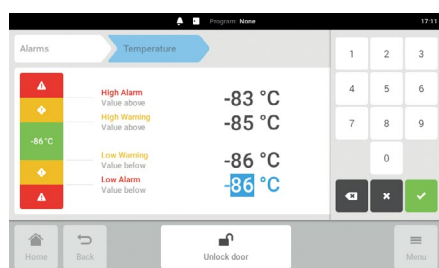 Program: None 17:11
Alarms
Temperature
-86°C
High Alarm
Value above
-83 °C
High Warning
Value above
-85 °C
Low Warning
Value below
-86 °C
Low Alarm
Value below
-86 °C
1 2 3
4 5 6
7 8 9
0
Home
Back
Unlock door
Menu